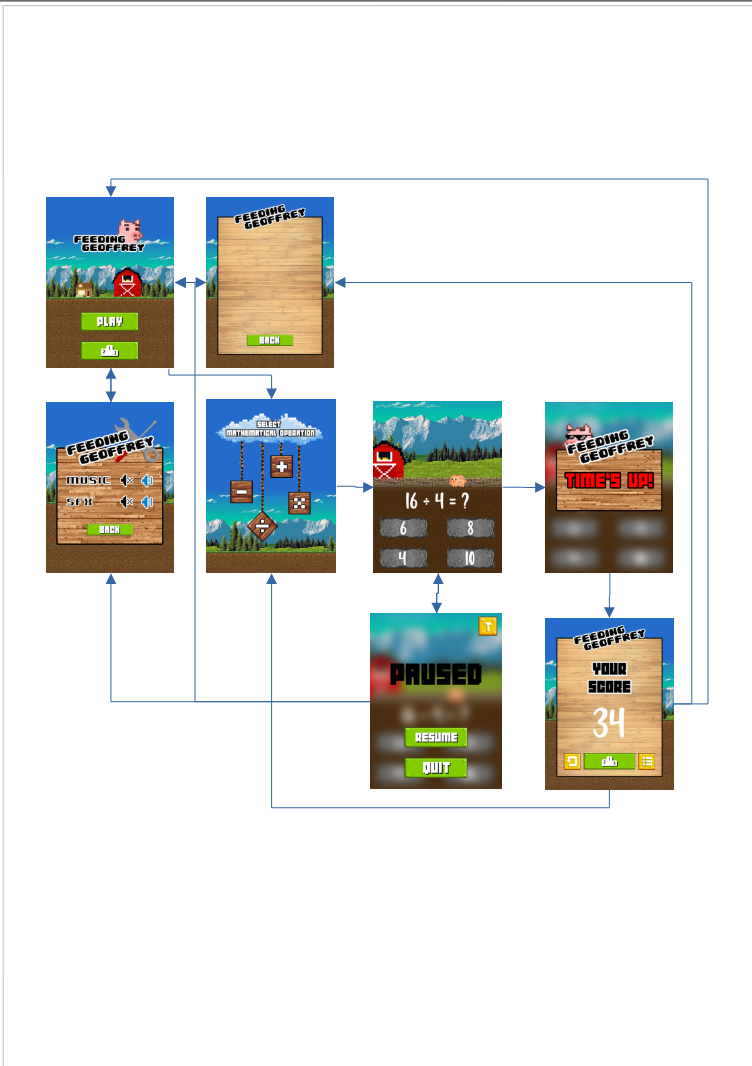 FEEDING
GEOFFREY
PLAY
FEEDING
GEOFFREY
BACK
FEEDING
GEOFFREY
MUSIC
SFX
BACK
SELECT
MATHEMATICAL OPERATION
+
-
×
÷
16 ÷ 4 = ?
6 8
4 10
FEEDING
GEOFFREY
TIME'S UP!
PAUSED
RESUME
QUIT
FEEDING
GEOFFREY
YOUR
SCORE
34